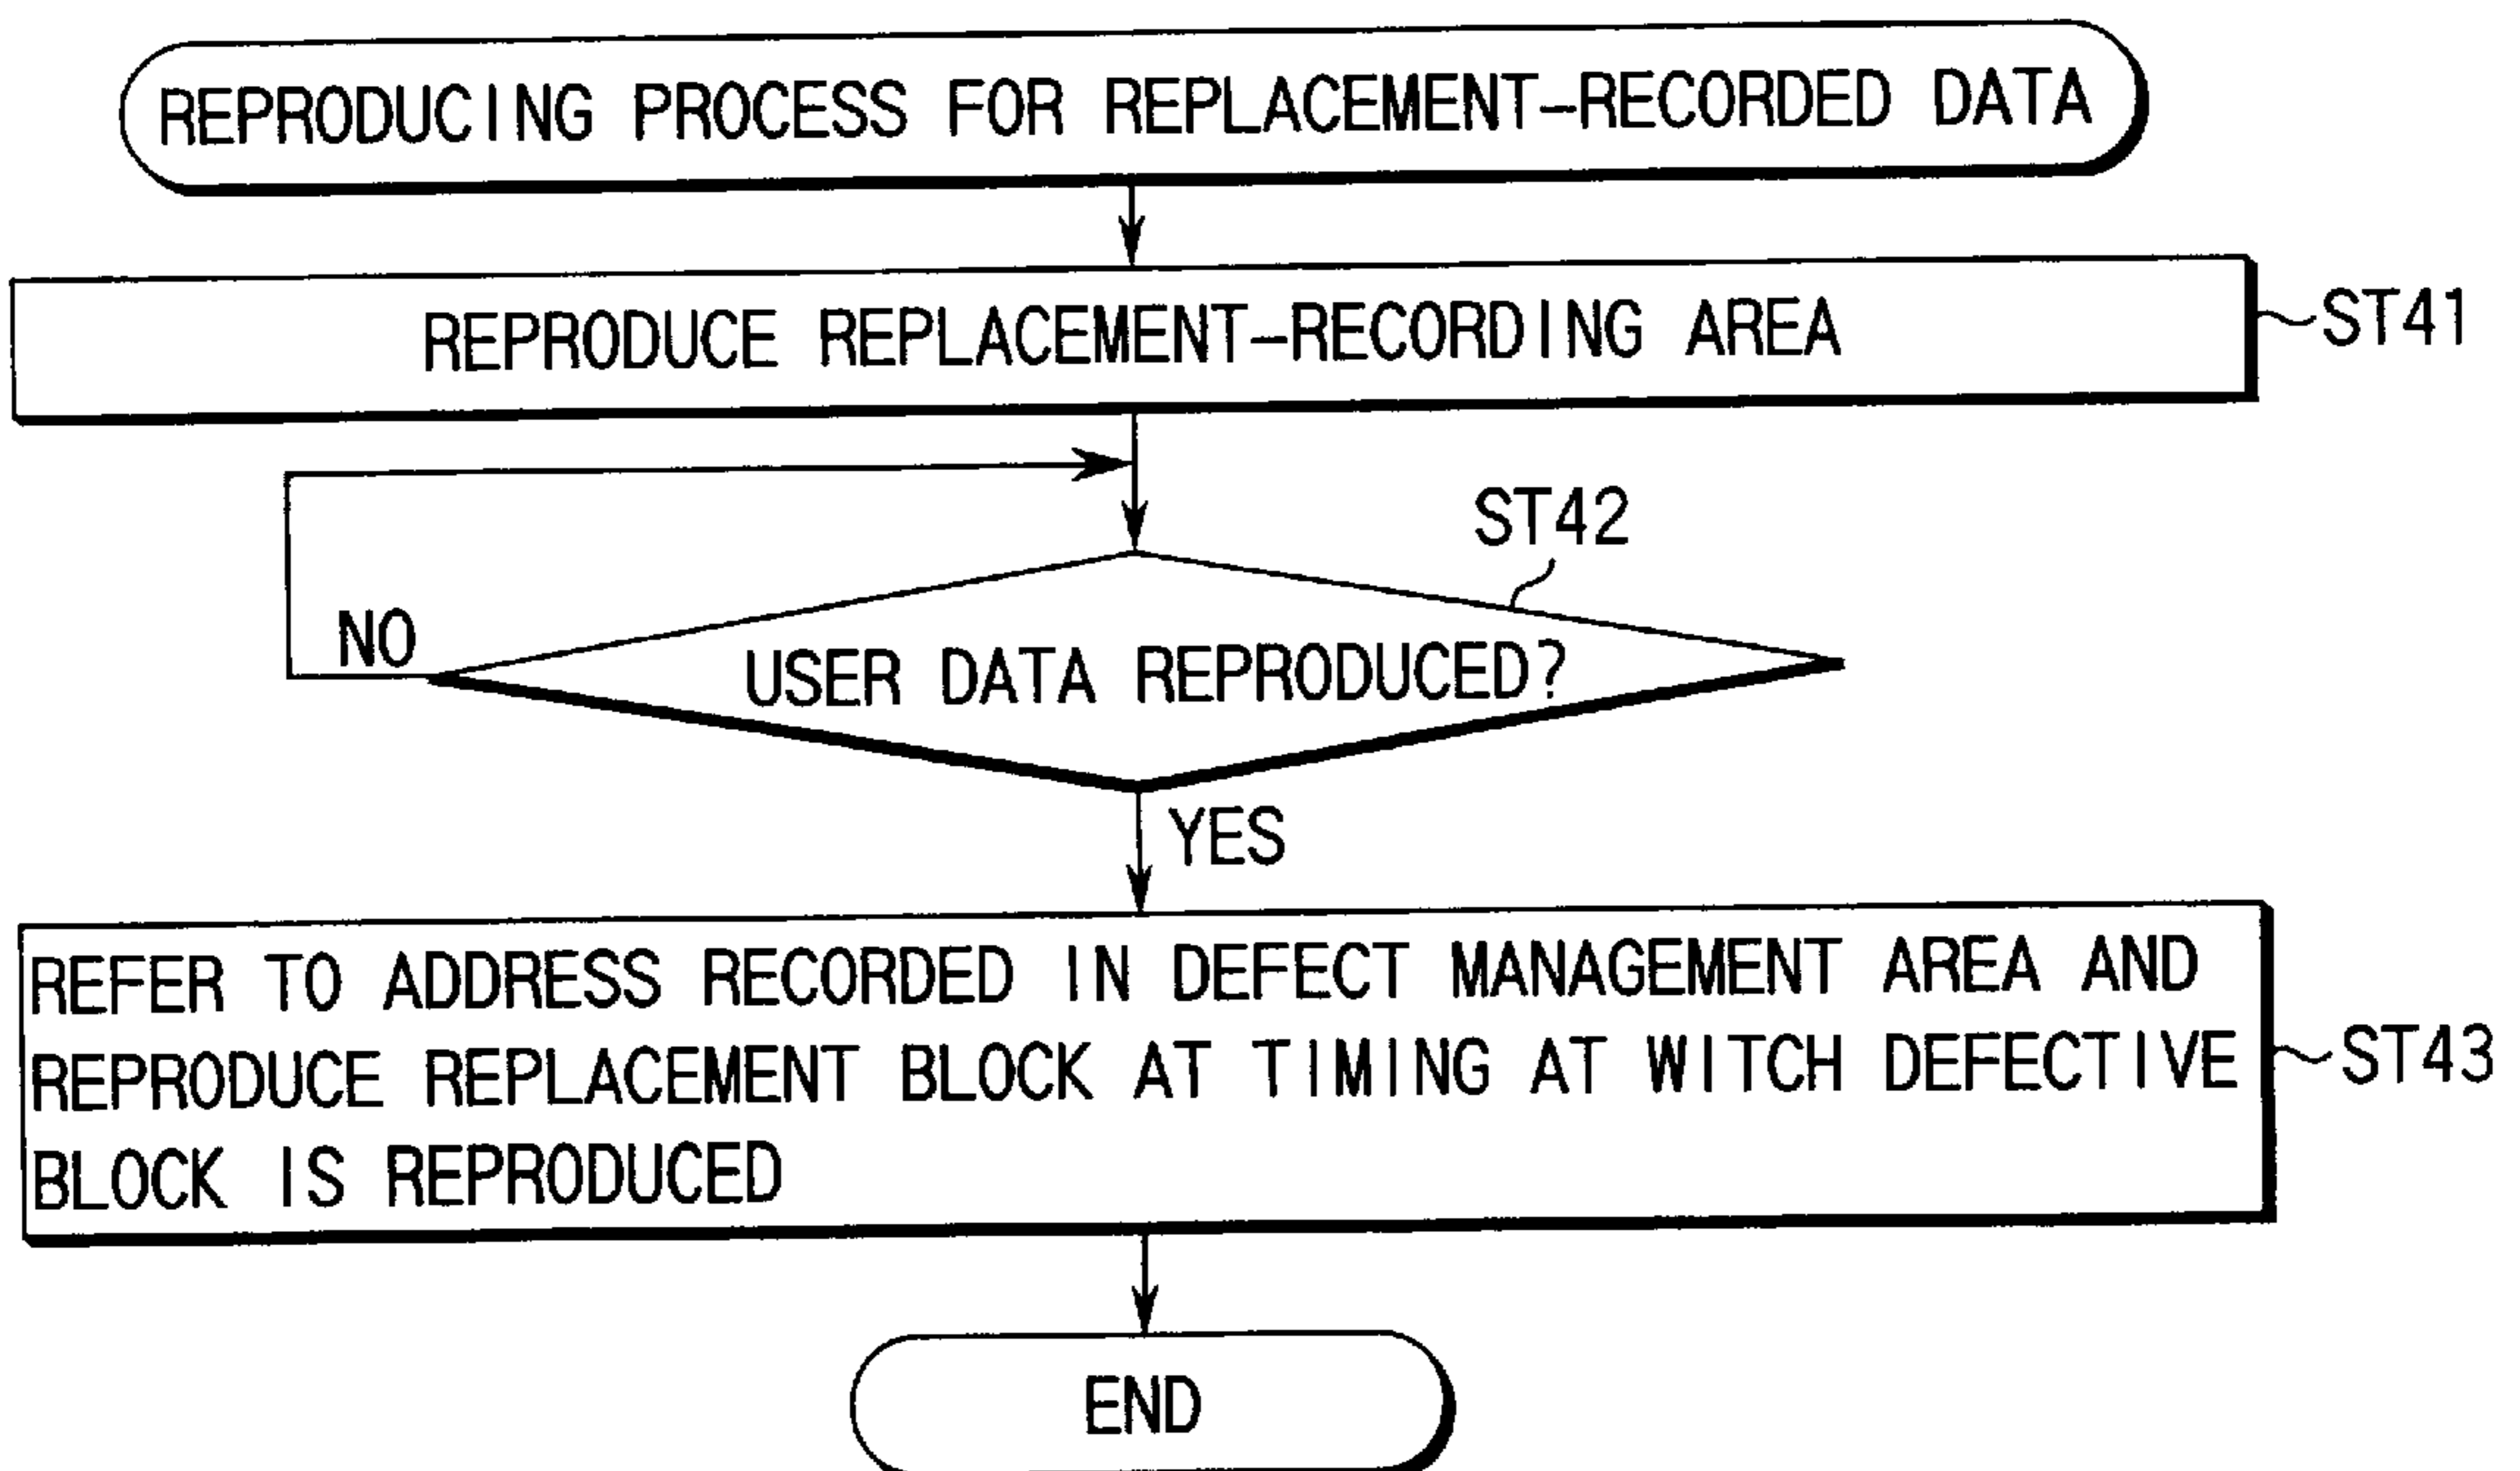 REPRODUCING PROCESS FOR REPLACEMENT-RECORDED DATA
REPRODUCE REPLACEMENT-RECORDING AREA
ST41
ST42
NO
USER DATA REPRODUCED?
YES
REFER TO ADDRESS RECORDED IN DEFECT MANAGEMENT AREA AND
REPRODUCE REPLACEMENT BLOCK AT TIMING AT WITCH DEFECTIVE
BLOCK IS REPRODUCED
ST43
END